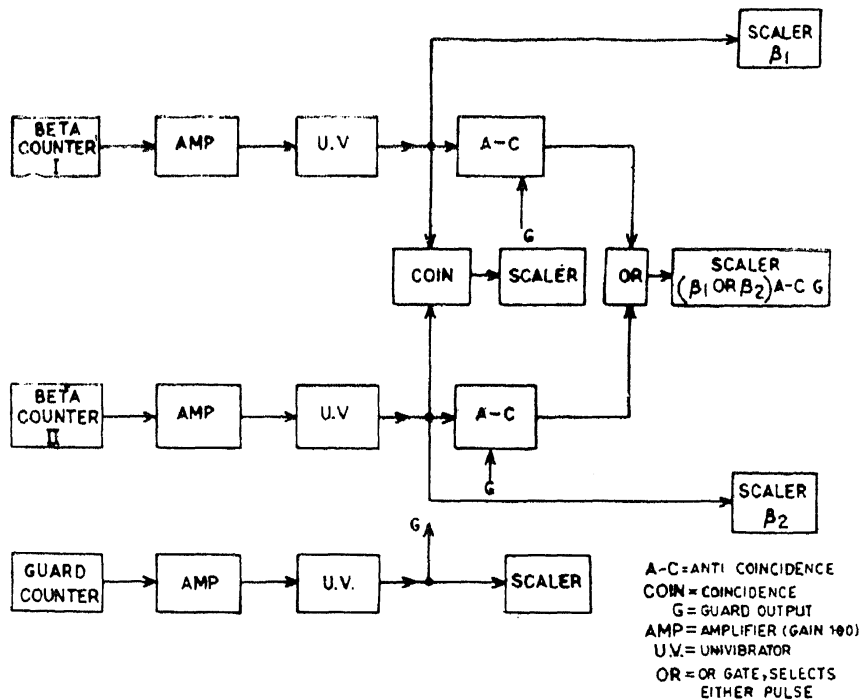 SCALER
β1
BETA
COUNTER
I
AMP
U.V
A-C
G
COIN
SCALER
OR
SCALER
(β1 OR β2) A-C G
BETA
COUNTER
II
AMP
U.V
A-C
G
SCALER
β2
G
GUARD
COUNTER
AMP
U.V.
SCALER
A-C = ANTI COINCIDENCE
COIN = COINCIDENCE
G = GUARD OUTPUT
AMP = AMPLIFIER (GAIN 100)
U.V. = UNIVIBRATOR
OR = OR GATE, SELECTS
EITHER PULSE